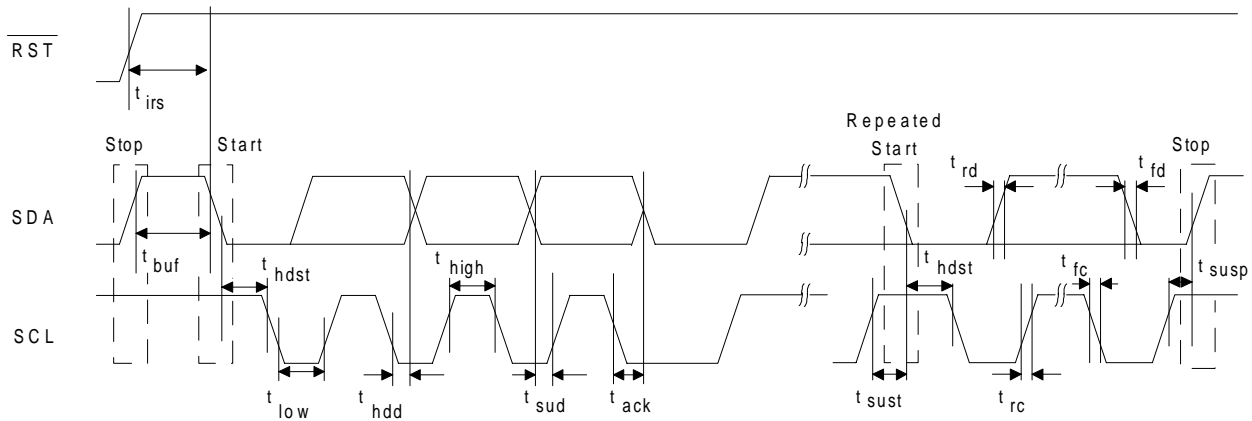 RST
t irs
Repeated
Stop Start Start Stop
t rd t fd
SDA
t buf t hdst t high t hdst t fc t susp
SCL
t low t hdd t sud t ack t sust t rc